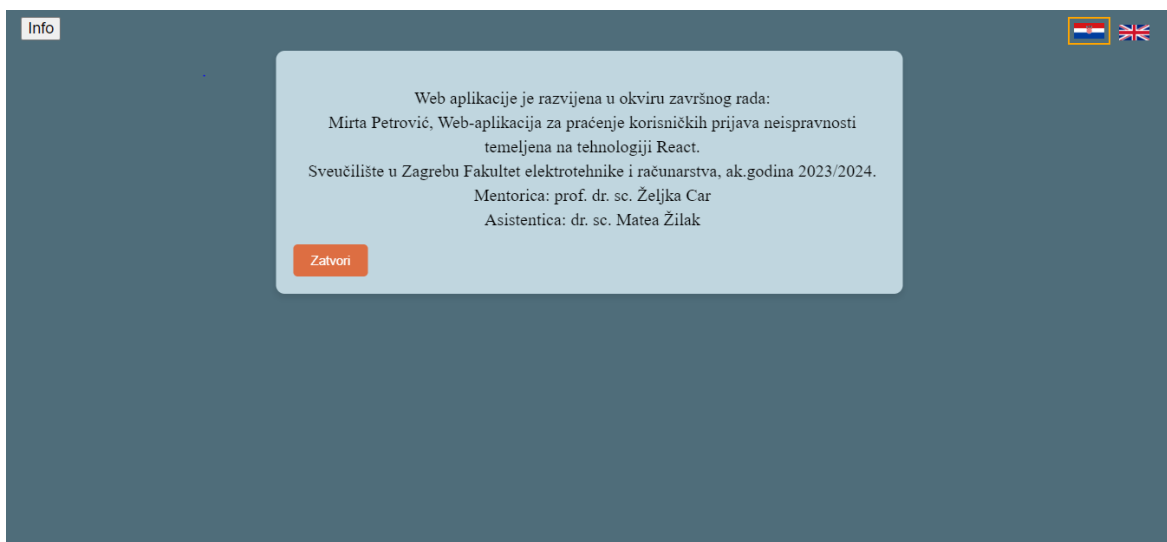 Info
Web aplikacije je razvijena u okviru završnog rada:
Mirta Petrović, Web-aplikacija za praćenje korisničkih prijava neispravnosti
temeljena na tehnologiji React.
Sveučilište u Zagrebu Fakultet elektrotehnike i računarstva, ak.godina 2023/2024.
Mentorica: prof. dr. sc. Željka Car
Asistentica: dr. sc. Matea Žilak
Zatvori